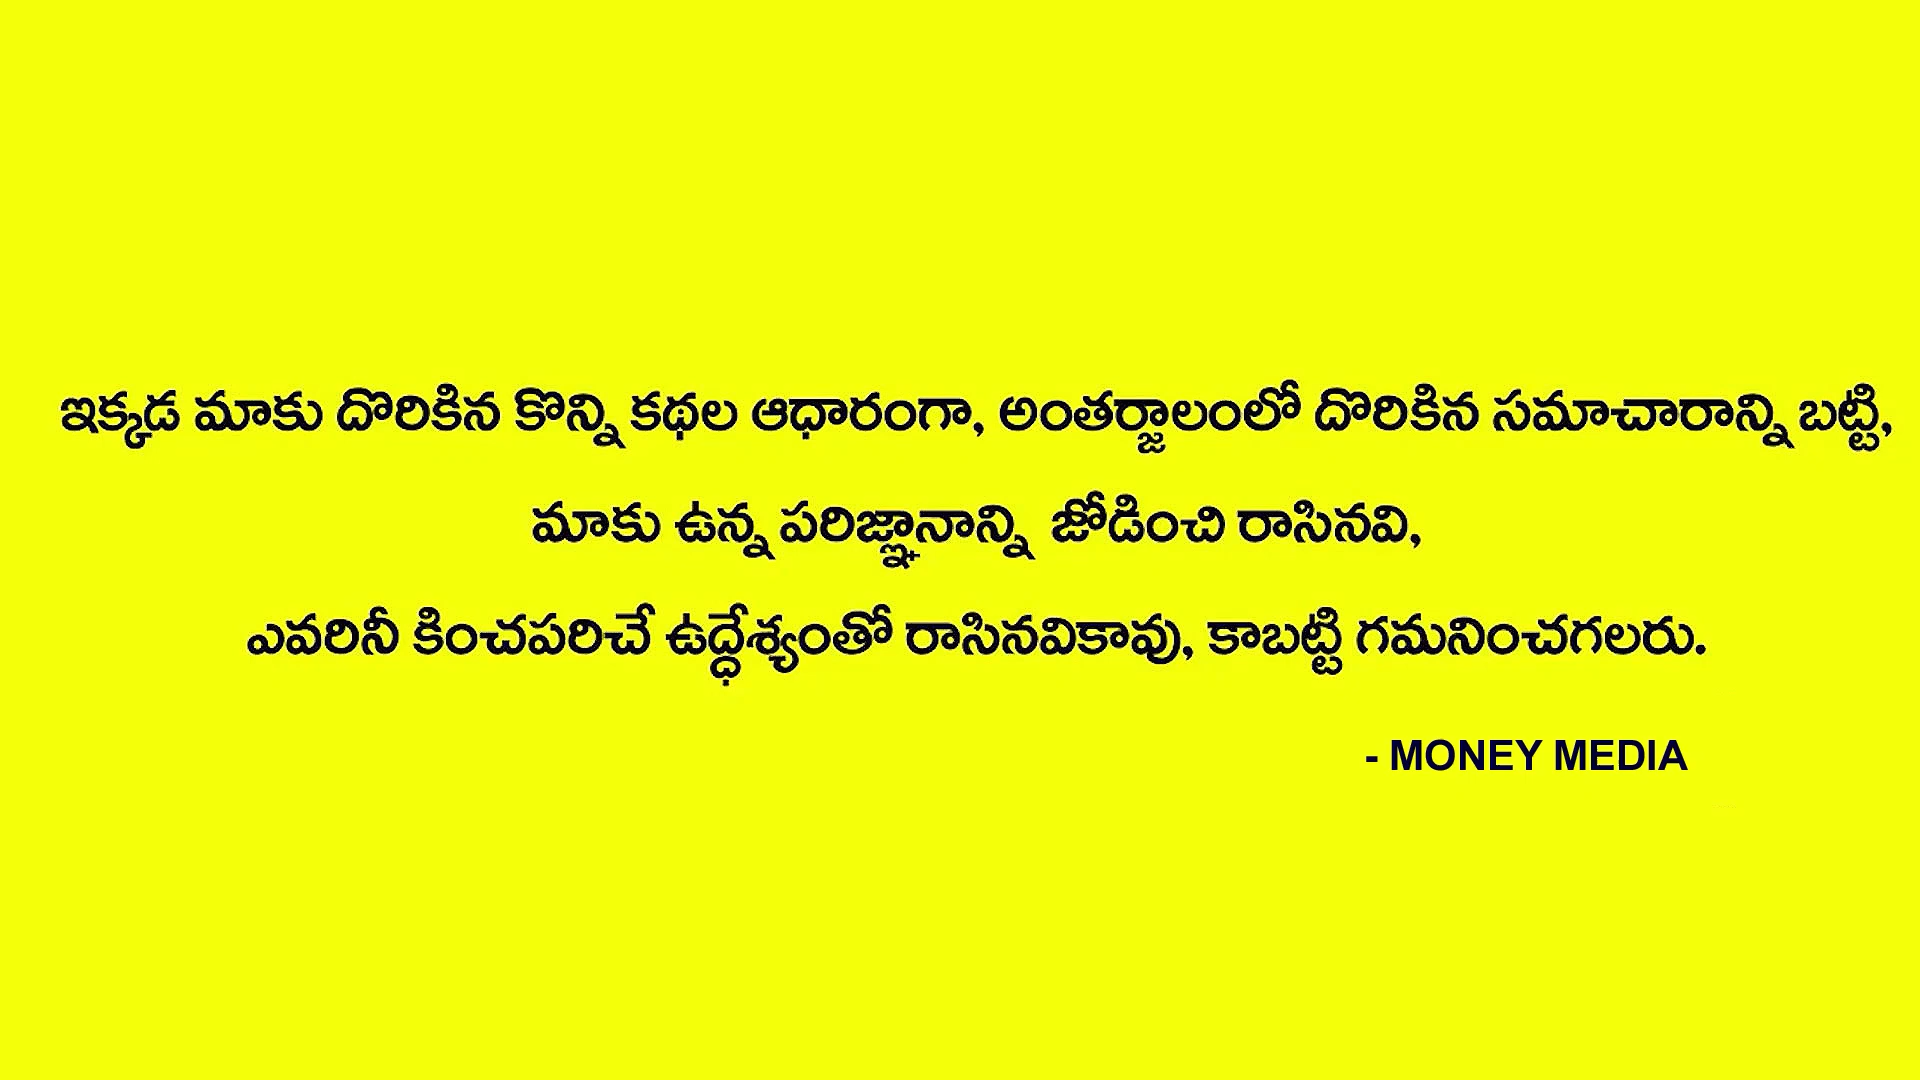 ఇక్కడ మాకు దొరికిన కొన్ని కథల ఆధారంగా, అంతర్జాలంలో దొరికిన సమాచారాన్ని బట్టి,
మాకు ఉన్న పరిజ్ఞానాన్ని జోడించి రాసినవి,
ఎవరినీ కించపరిచే ఉద్ధేశ్యంతో రాసినవికావు, కాబట్టి గమనించగలరు.
- MONEY MEDIA